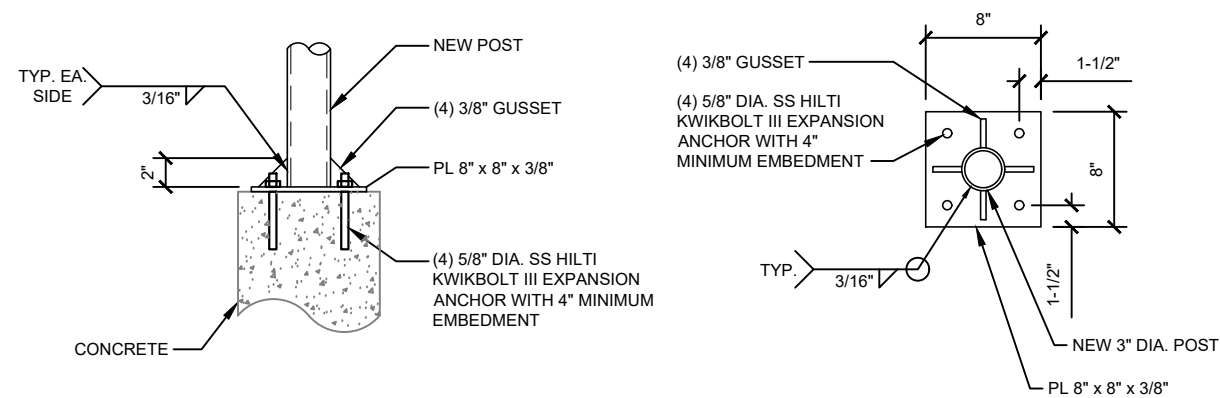 NEW POST
TYP. EA.
SIDE
3/16"
(4) 3/8" GUSSET
2"
PL 8" x 8" x 3/8"
(4) 5/8" DIA. SS HILTI
KWIKBOLT III EXPANSION
ANCHOR WITH 4" MINIMUM
EMBEDMENT
CONCRETE
8"
(4) 3/8" GUSSET
1-1/2"
(4) 5/8" DIA. SS HILTI
KWIKBOLT III EXPANSION
ANCHOR WITH 4"
MINIMUM EMBEDMENT
8"
TYP.
3/16"
1-1/2"
NEW 3" DIA. POST
PL 8" x 8" x 3/8"